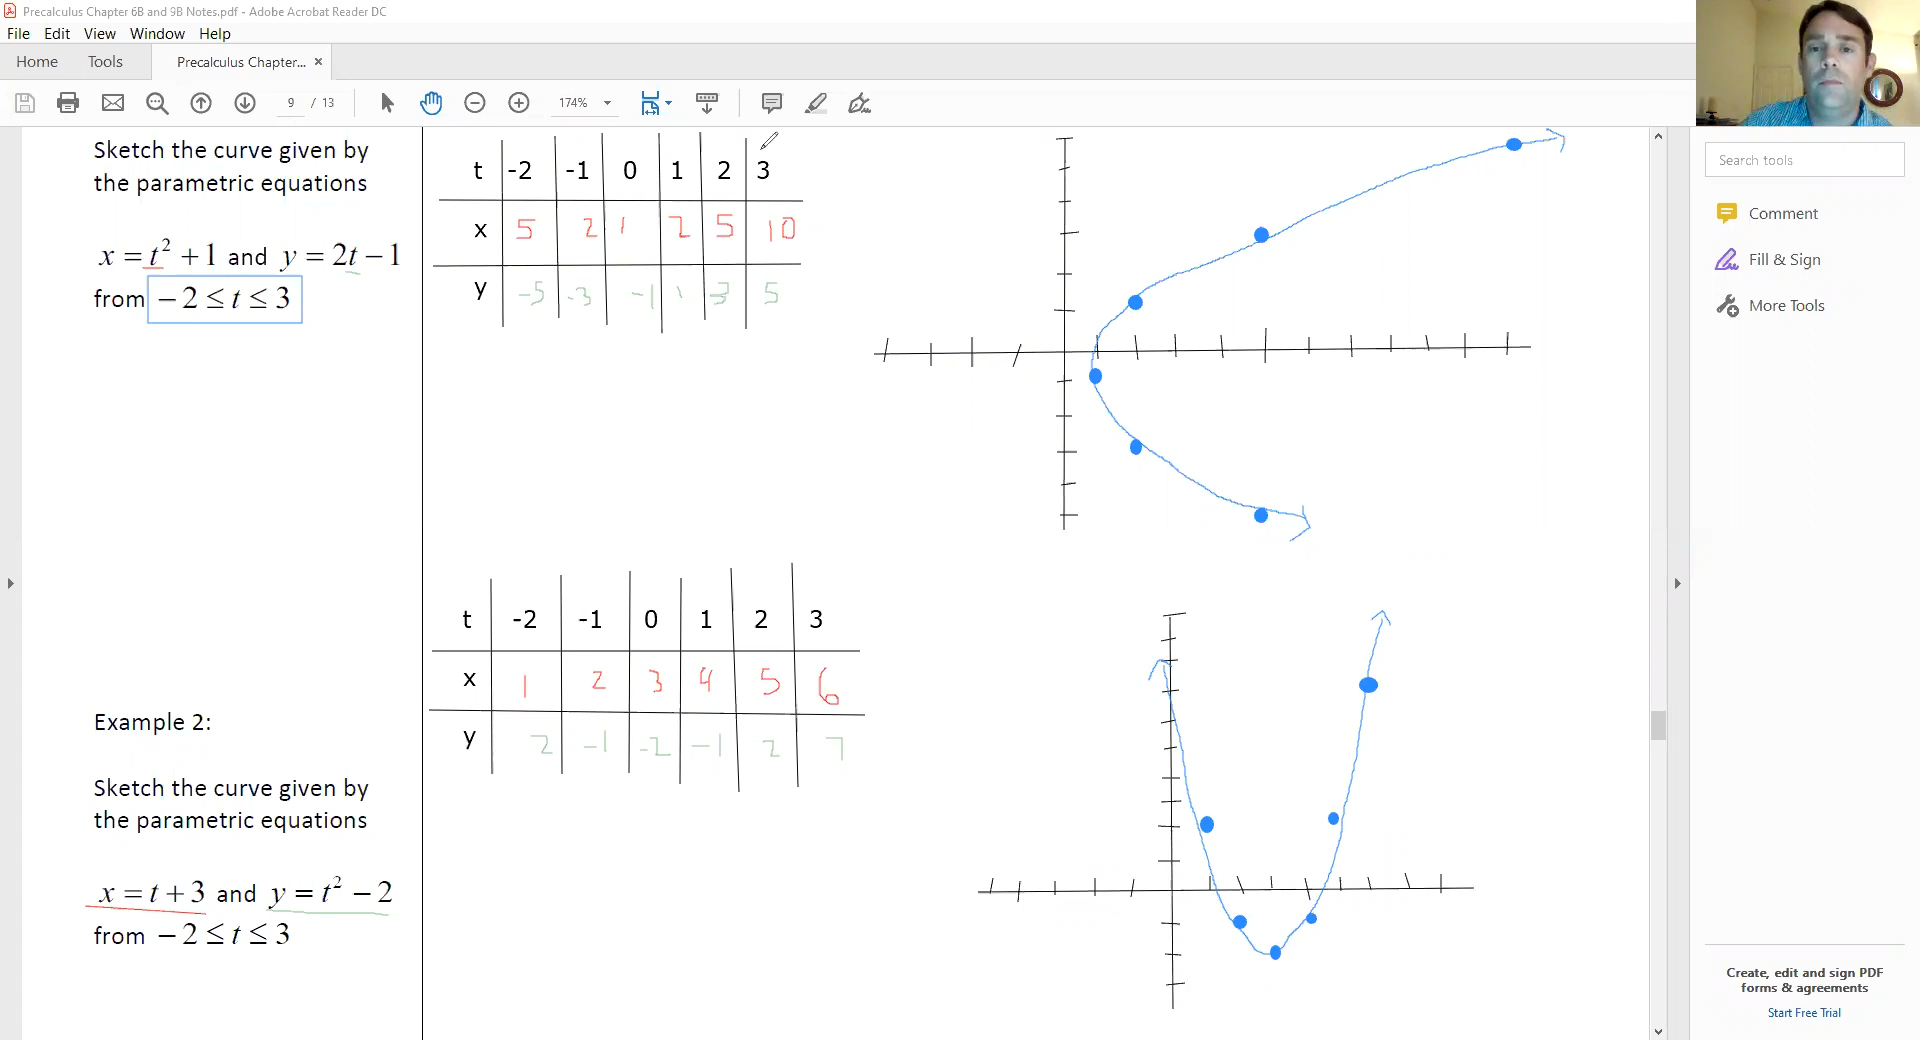 Precalculus Chapter 6B and 9B Notes.pdf - Adobe Acrobat Reader DC
File Edit View Window Help
Home Tools Precalculus Chapter... ×
9 / 13 174%
Sketch the curve given by
the parametric equations
x = t² + 1 and y = 2t − 1
from − 2 ≤ t ≤ 3
t -2 -1 0 1 2 3
x 5 2 1 2 5 10
y -5 -3 -1 1 3 5
t -2 -1 0 1 2 3
x 1 2 3 4 5 6
y 2 -1 -2 -1 2 7
Example 2:
Sketch the curve given by
the parametric equations
x = t + 3 and y = t² − 2
from − 2 ≤ t ≤ 3
Search tools
Comment
Fill & Sign
More Tools
Create, edit and sign PDF
forms & agreements
Start Free Trial